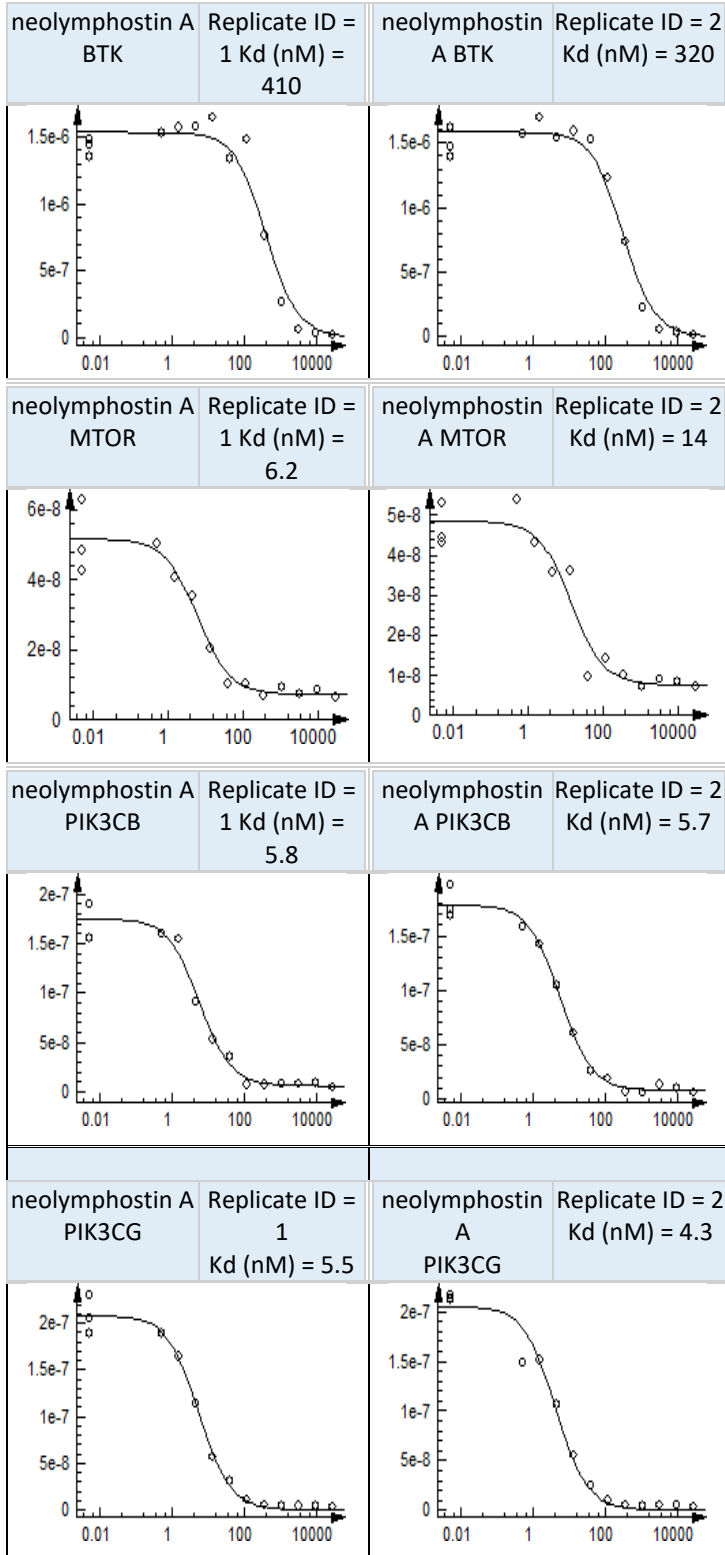 neolymphostin A
BTK
Replicate ID =
1 Kd (nM) =
410
neolymphostin
A BTK
Replicate ID = 2
Kd (nM) = 320
1.5e-6
1e-6
5e-7
0
0.01 1 100 10000
1.5e-6
1e-6
5e-7
0
0.01 1 100 10000
neolymphostin A
MTOR
Replicate ID =
1 Kd (nM) =
6.2
neolymphostin
A MTOR
Replicate ID = 2
Kd (nM) = 14
6e-8
4e-8
2e-8
0
0.01 1 100 10000
5e-8
4e-8
3e-8
2e-8
1e-8
0
0.01 1 100 10000
neolymphostin A
PIK3CB
Replicate ID =
1 Kd (nM) =
5.8
neolymphostin
A PIK3CB
Replicate ID = 2
Kd (nM) = 5.7
2e-7
1.5e-7
1e-7
5e-8
0
0.01 1 100 10000
1.5e-7
1e-7
5e-8
0
0.01 1 100 10000
neolymphostin A
PIK3CG
Replicate ID =
1
Kd (nM) = 5.5
neolymphostin
A
PIK3CG
Replicate ID = 2
Kd (nM) = 4.3
2e-7
1.5e-7
1e-7
5e-8
0
0.01 1 100 10000
2e-7
1.5e-7
1e-7
5e-8
0
0.01 1 100 10000